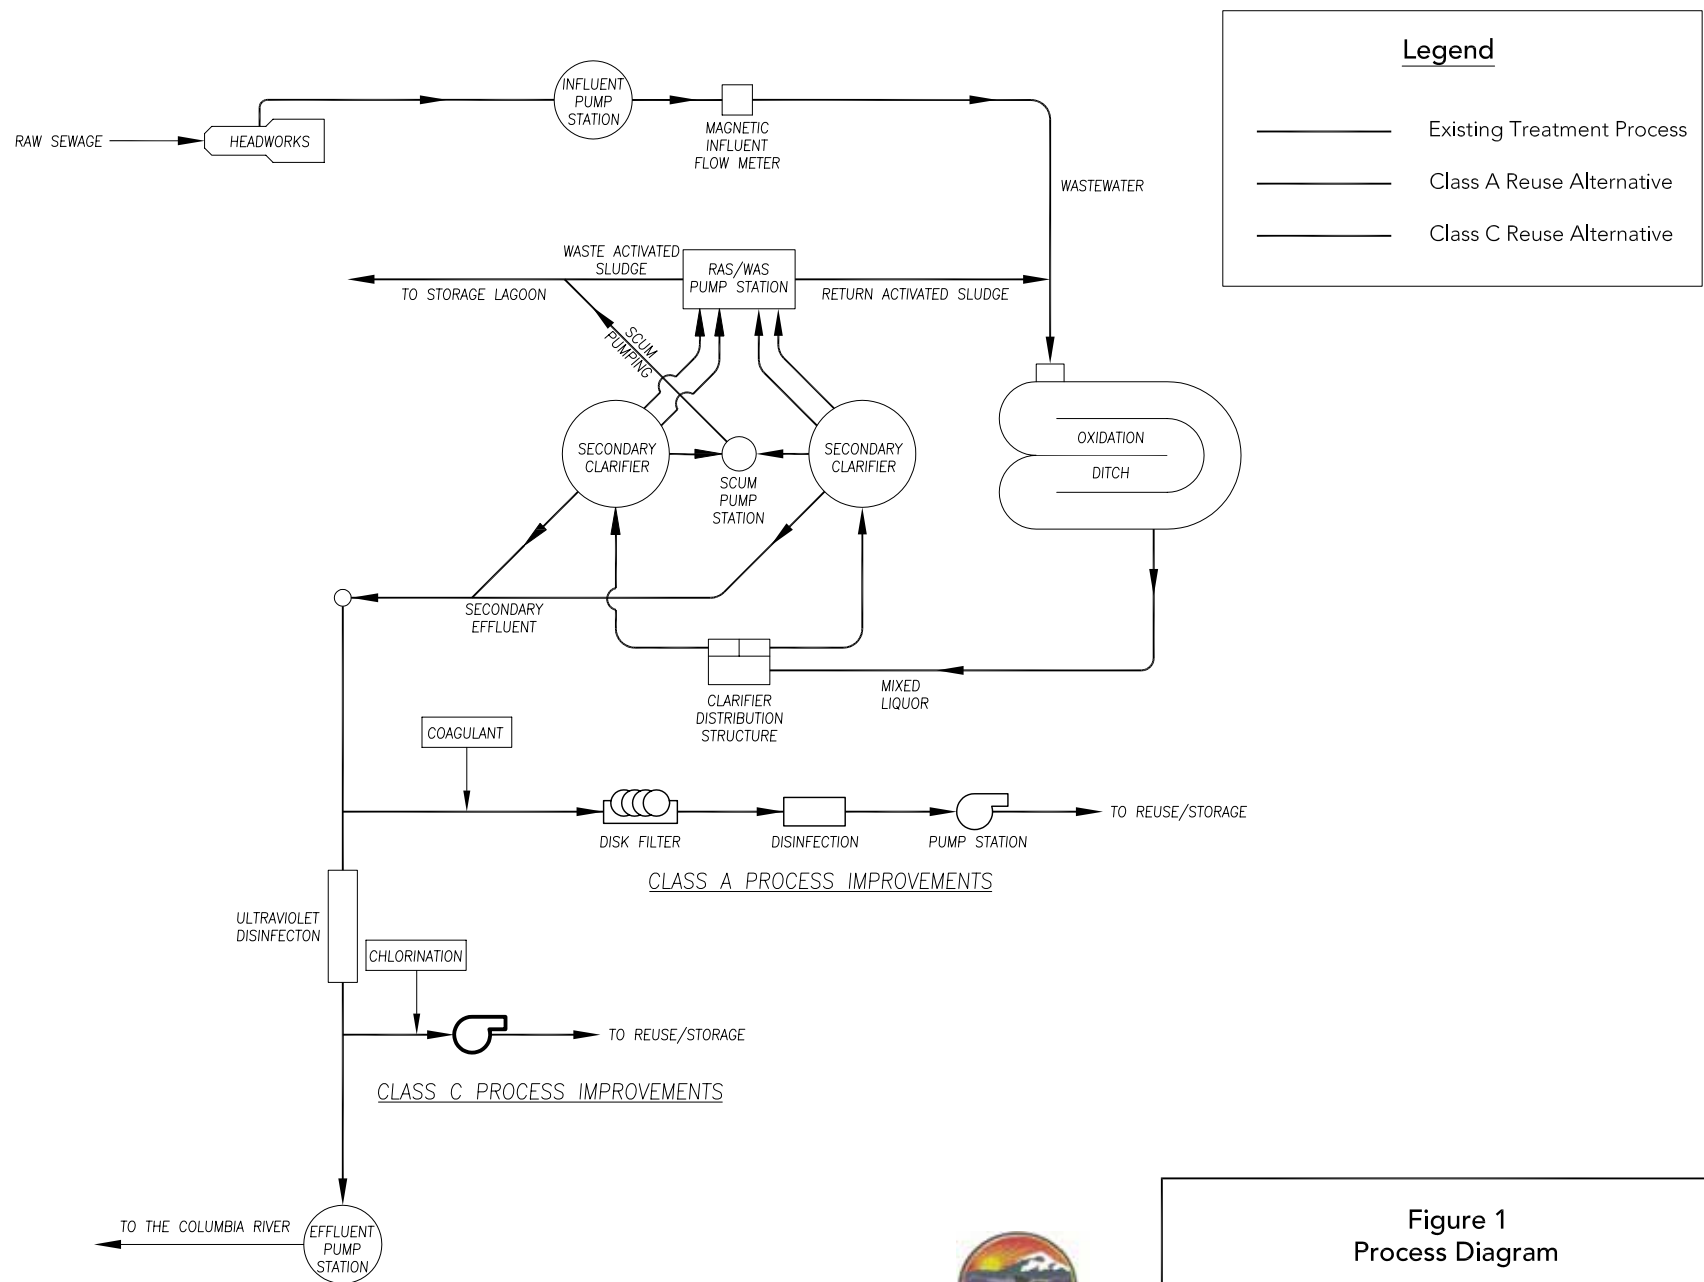 Legend
Existing Treatment Process
Class A Reuse Alternative
Class C Reuse Alternative
INFLUENT
PUMP
STATION
RAW SEWAGE
HEADWORKS
MAGNETIC
INFLUENT
FLOW METER
WASTEWATER
WASTE ACTIVATED
SLUDGE
RAS/WAS
PUMP STATION
TO STORAGE LAGOON
RETURN ACTIVATED SLUDGE
SCUM
PUMPING
SECONDARY
CLARIFIER
SCUM
PUMP
STATION
SECONDARY
CLARIFIER
OXIDATION
DITCH
SECONDARY
EFFLUENT
CLARIFIER
DISTRIBUTION
STRUCTURE
MIXED
LIQUOR
COAGULANT
DISK FILTER
DISINFECTION
PUMP STATION
TO REUSE/STORAGE
CLASS A PROCESS IMPROVEMENTS
ULTRAVIOLET
DISINFECTON
CHLORINATION
TO REUSE/STORAGE
CLASS C PROCESS IMPROVEMENTS
TO THE COLUMBIA RIVER
EFFLUENT
PUMP
STATION
Figure 1
Process Diagram